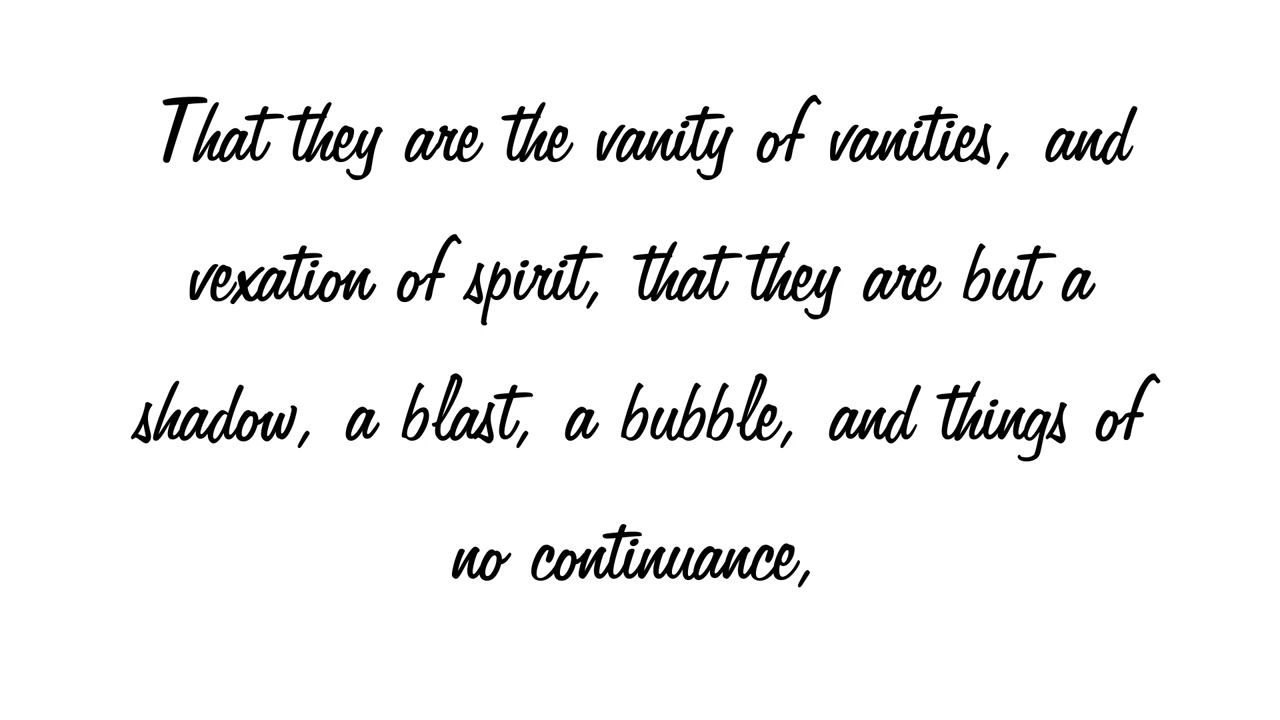 That they are the vanity of vanities, and
vexation of spirit, that they are but a
shadow, a blast, a bubble, and things of
no continuance,